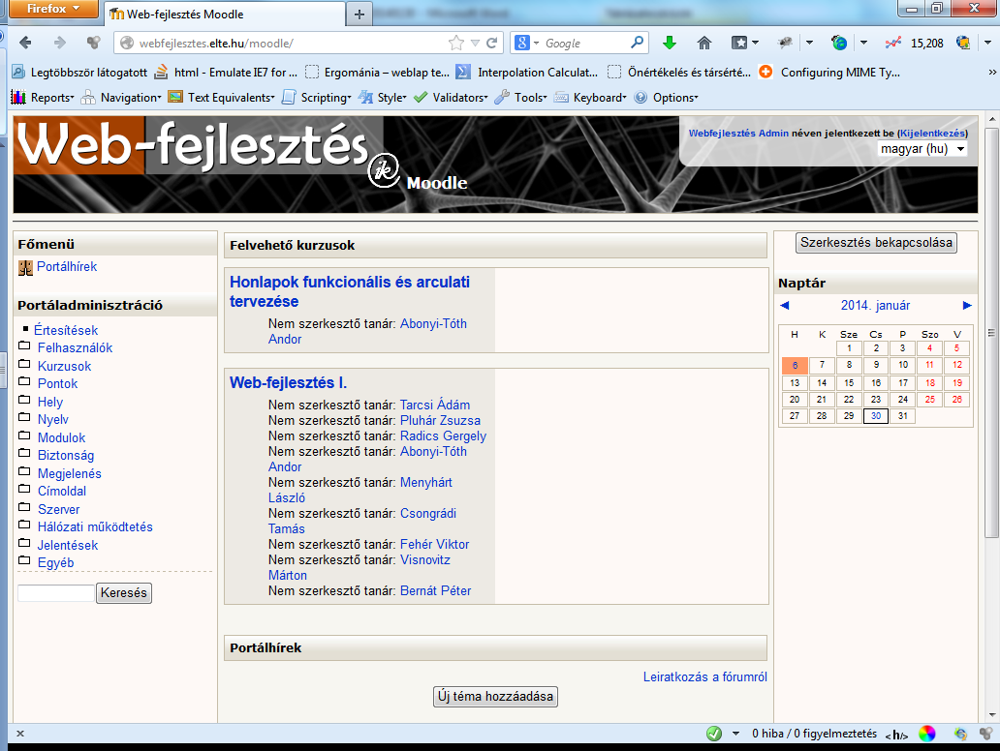 Firefox
Web-fejlesztés Moodle
webfejlesztes.elte.hu/moodle/
Google
15,208
Legtöbbször látogatott
html - Emulate IE7 for ...
Ergománia – weblap te...
Interpolation Calculat...
Önértékelés és társérté...
Configuring MIME Ty...
Reports
Navigation
Text Equivalents
Scripting
Style
Validators
Tools
Keyboard
Options
Web-fejlesztés
ik
Moodle
Webfejlesztés Admin néven jelentkezett be (Kijelentkezés)
magyar (hu)
Főmenü
Portálhírek
Portáladminisztráció
Értesítések
Felhasználók
Kurzusok
Pontok
Hely
Nyelv
Modulok
Biztonság
Megjelenés
Címoldal
Szerver
Hálózati működtetés
Jelentések
Egyéb
Keresés
Felvehető kurzusok
Honlapok funkcionális és arculati
tervezése
Nem szerkesztő tanár: Abonyi-Tóth
Andor
Web-fejlesztés I.
Nem szerkesztő tanár: Tarcsi Ádám
Nem szerkesztő tanár: Pluhár Zsuzsa
Nem szerkesztő tanár: Radics Gergely
Nem szerkesztő tanár: Abonyi-Tóth
Andor
Nem szerkesztő tanár: Menyhárt
László
Nem szerkesztő tanár: Csongrádi
Tamás
Nem szerkesztő tanár: Fehér Viktor
Nem szerkesztő tanár: Visnovitz
Márton
Nem szerkesztő tanár: Bernát Péter
Portálhírek
Leiratkozás a fórumról
Új téma hozzáadása
Szerkesztés bekapcsolása
Naptár
2014. január
H K Sze Cs P Szo V
1 2 3 4 5
6 7 8 9 10 11 12
13 14 15 16 17 18 19
20 21 22 23 24 25 26
27 28 29 30 31
0 hiba / 0 figyelmeztetés
<h/>